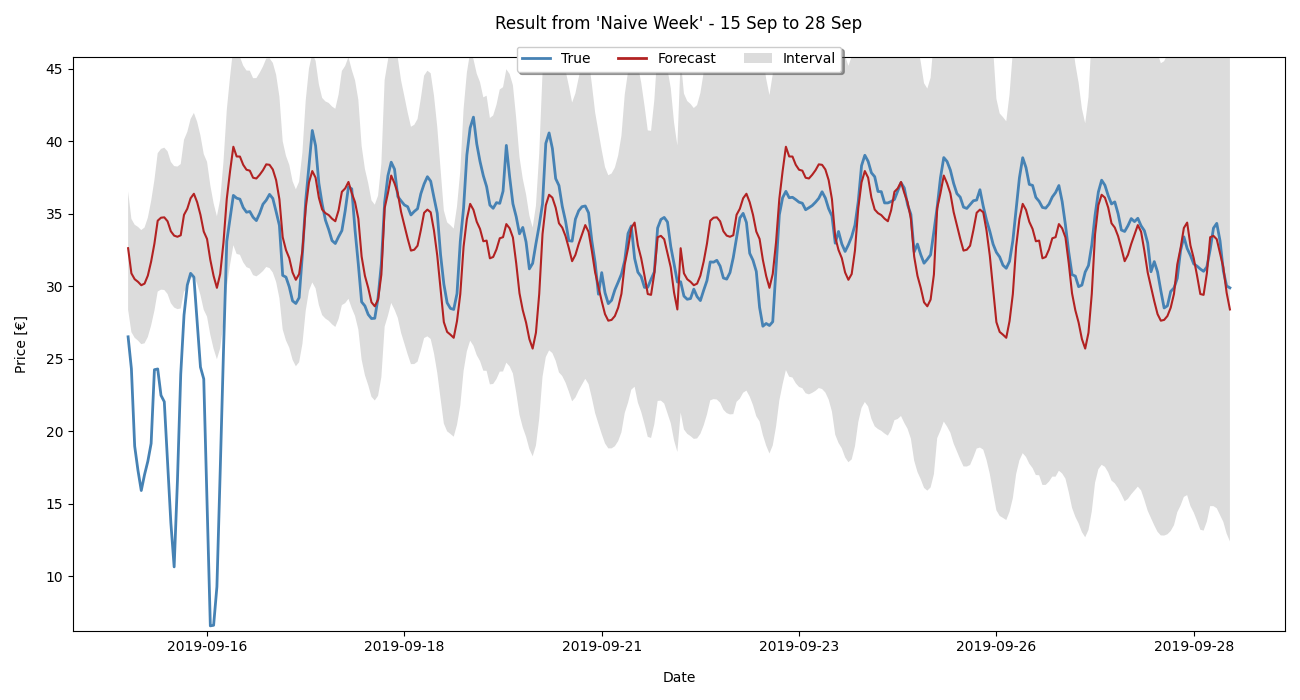 Result from 'Naive Week' - 15 Sep to 28 Sep
True Forecast Interval
45
40
35
30
25
20
15
10
Price [€]
2019-09-16 2019-09-18 2019-09-21 2019-09-23 2019-09-26 2019-09-28
Date